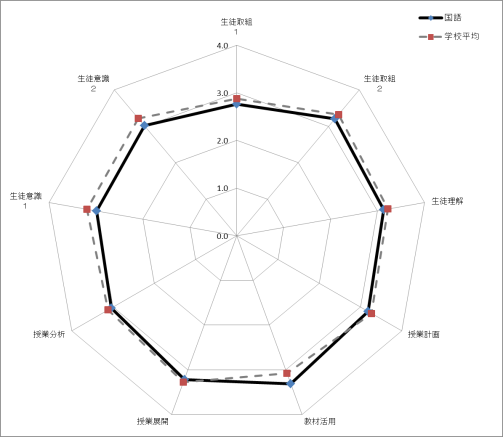 国語
学校平均
生徒取組
1
生徒取組
2
生徒理解
授業計画
教材活用
授業展開
授業分析
生徒意識
1
生徒意識
2
4.0
3.0
2.0
1.0
0.0